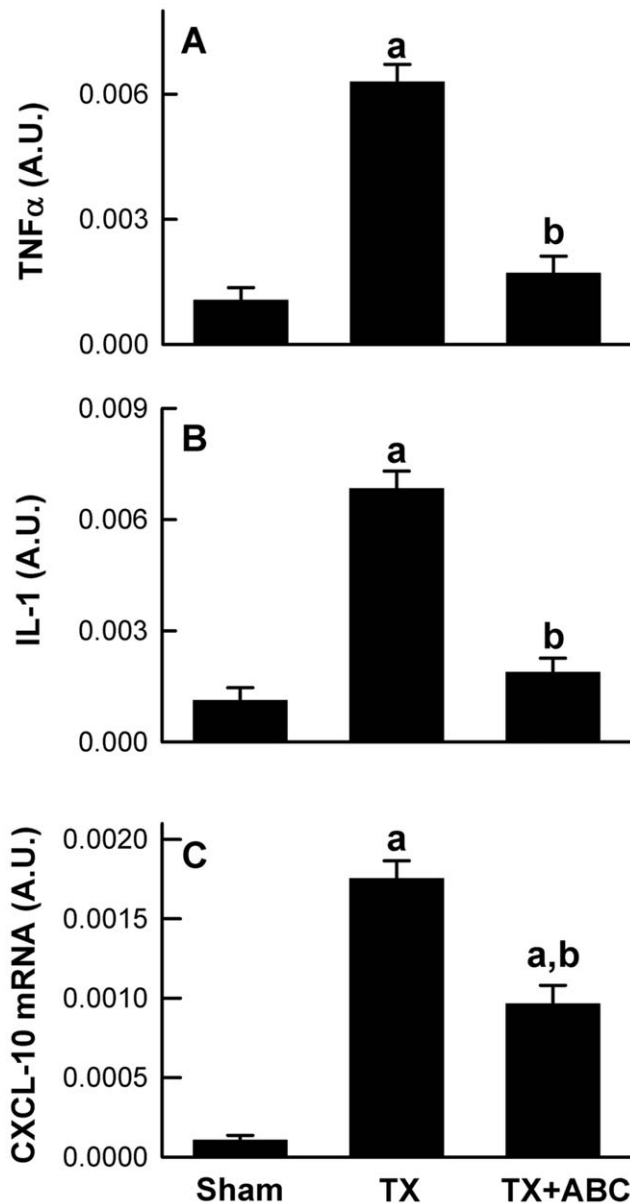 A
a
b
0.006
0.003
0.000
TNFα (A.U.)
B
a
b
0.009
0.006
0.003
0.000
IL-1 (A.U.)
C
a
a,b
0.0020
0.0015
0.0010
0.0005
0.0000
CXCL-10 mRNA (A.U.)
Sham TX TX+ABC